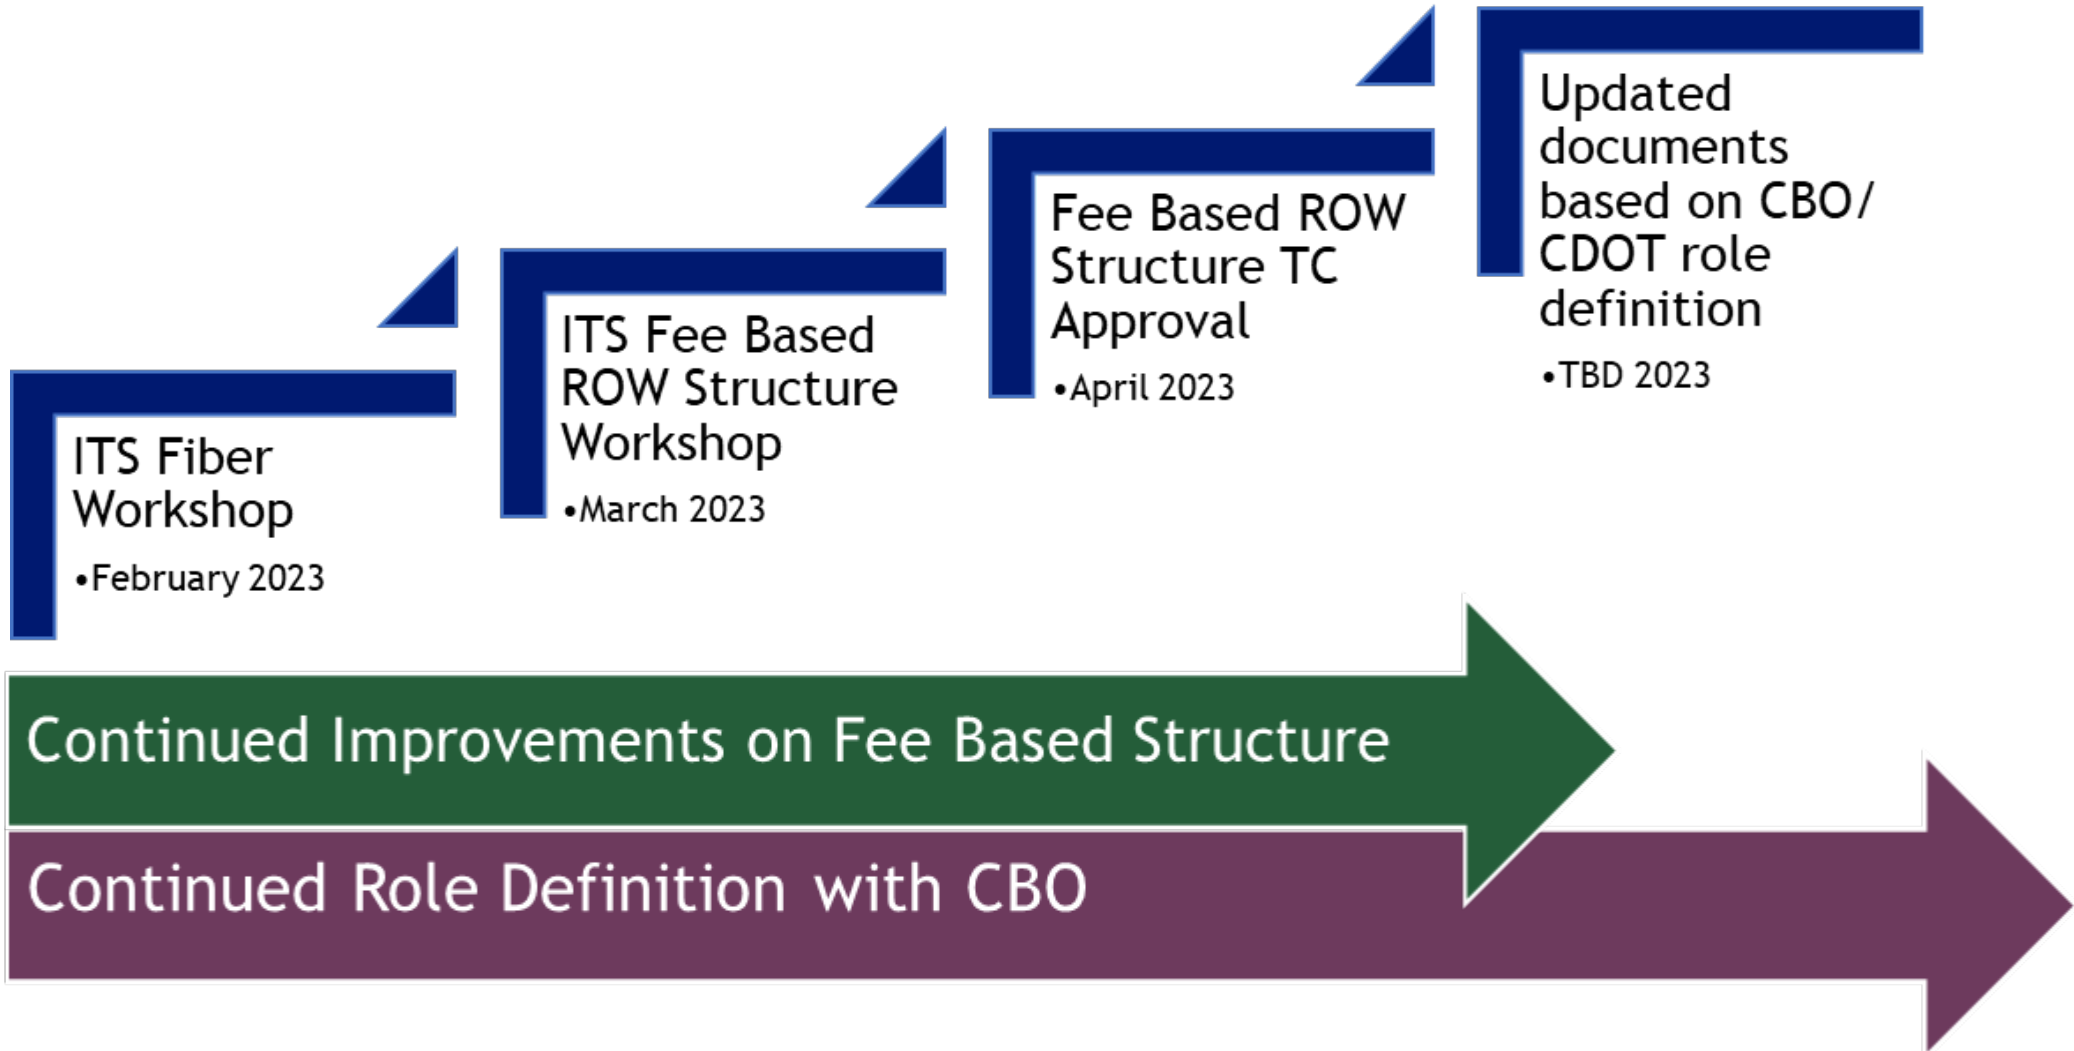 ITS Fiber
Workshop
•February 2023
ITS Fee Based
ROW Structure
Workshop
•March 2023
Fee Based ROW
Structure TC
Approval
•April 2023
Updated
documents
based on CBO/
CDOT role
definition
•TBD 2023
Continued Improvements on Fee Based Structure
Continued Role Definition with CBO